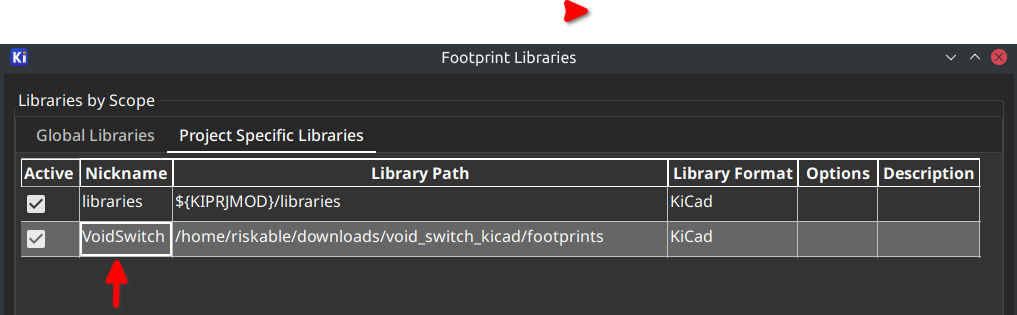 Ki
Footprint Libraries
Libraries by Scope
Global Libraries Project Specific Libraries
Active Nickname Library Path Library Format Options Description
libraries ${KIPRJMOD}/libraries KiCad
VoidSwitch /home/riskable/downloads/void_switch_kicad/footprints KiCad